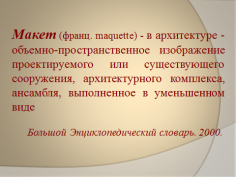 Макет (франц. maquette) - в архитектуре -
объемно-пространственное изображение
проектируемого или существующего
сооружения, архитектурного комплекса,
ансамбля, выполненное в уменьшенном
виде
Большой Энциклопедический словарь. 2000.